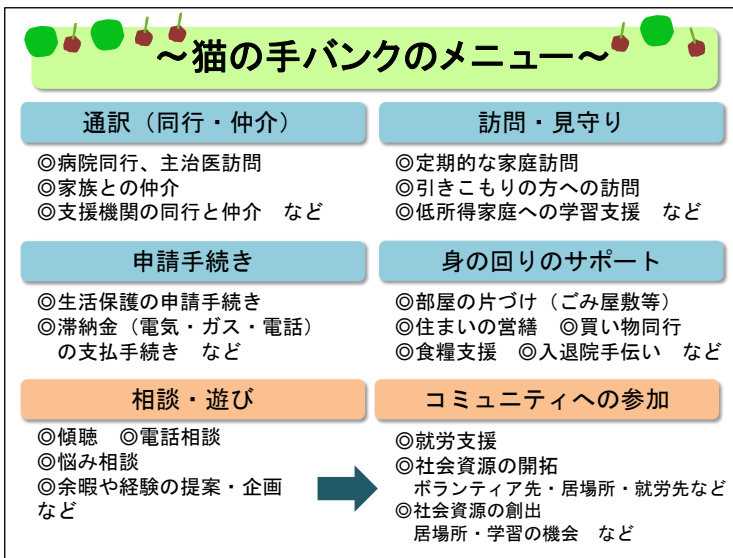 ～猫の手バンクのメニュー～
通訳（同行・仲介）
◎病院同行、主治医訪問
◎家族との仲介
◎支援機関の同行と仲介　など
訪問・見守り
◎定期的な家庭訪問
◎引きこもりの方への訪問
◎低所得家庭への学習支援　など
申請手続き
◎生活保護の申請手続き
◎滞納金（電気・ガス・電話）
の支払手続き　など
身の回りのサポート
◎部屋の片づけ（ごみ屋敷等）
◎住まいの営繕　◎買い物同行
◎食糧支援　◎入退院手伝い　など
相談・遊び
◎傾聴　◎電話相談
◎悩み相談
◎余暇や経験の提案・企画
など
コミュニティへの参加
◎就労支援
◎社会資源の開拓
ボランティア先・居場所・就労先など
◎社会資源の創出
居場所・学習の機会　など